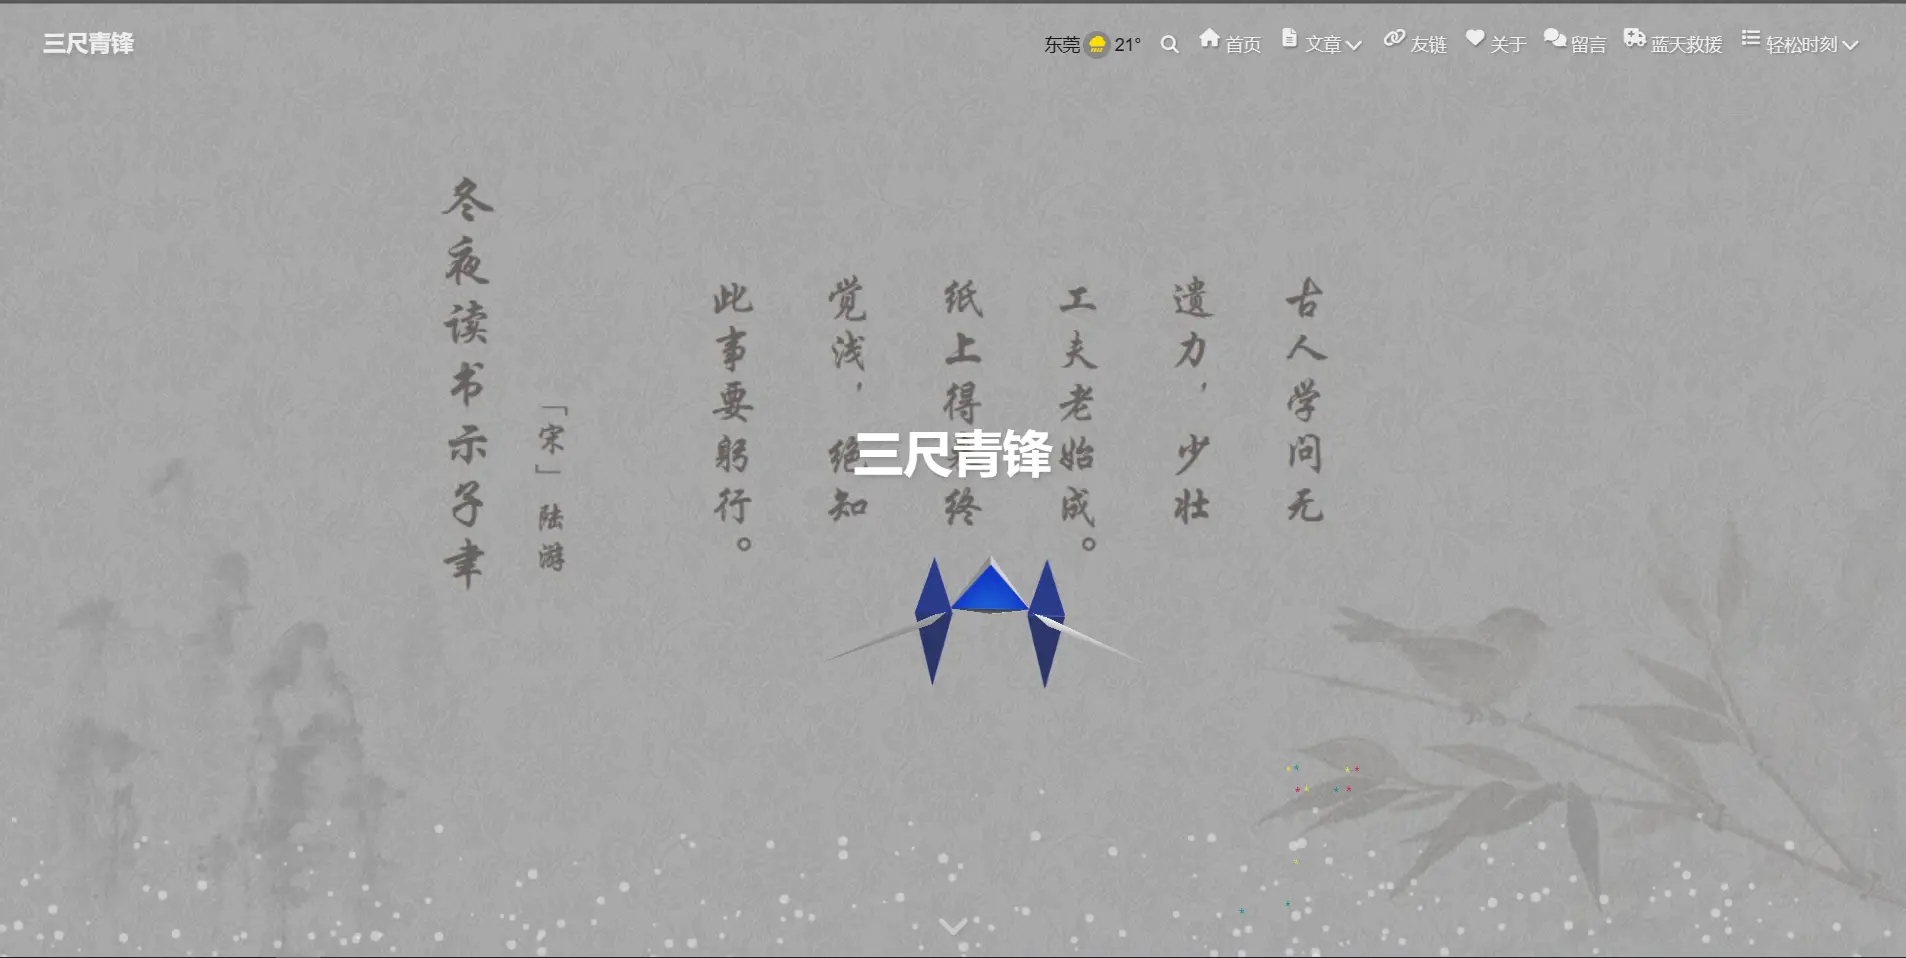 三尺青锋
东莞 21° 首页 文章 友链 关于 留言 蓝天救援 轻松时刻
古人学问无
遗力，少壮
工夫老始成。
纸上得来终
觉浅，绝知
此事要躬行。
「宋」陆游
冬夜读书示子聿
三尺青锋